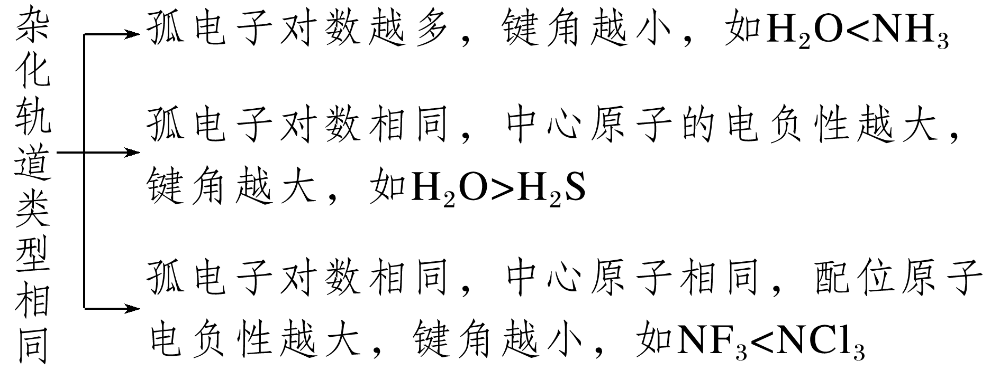 杂化轨道类型相同
孤电子对数越多，键角越小，如H₂O<NH₃
孤电子对数相同，中心原子的电负性越大，
键角越大，如H₂O>H₂S
孤电子对数相同，中心原子相同，配位原子
电负性越大，键角越小，如NF₃<NCl₃